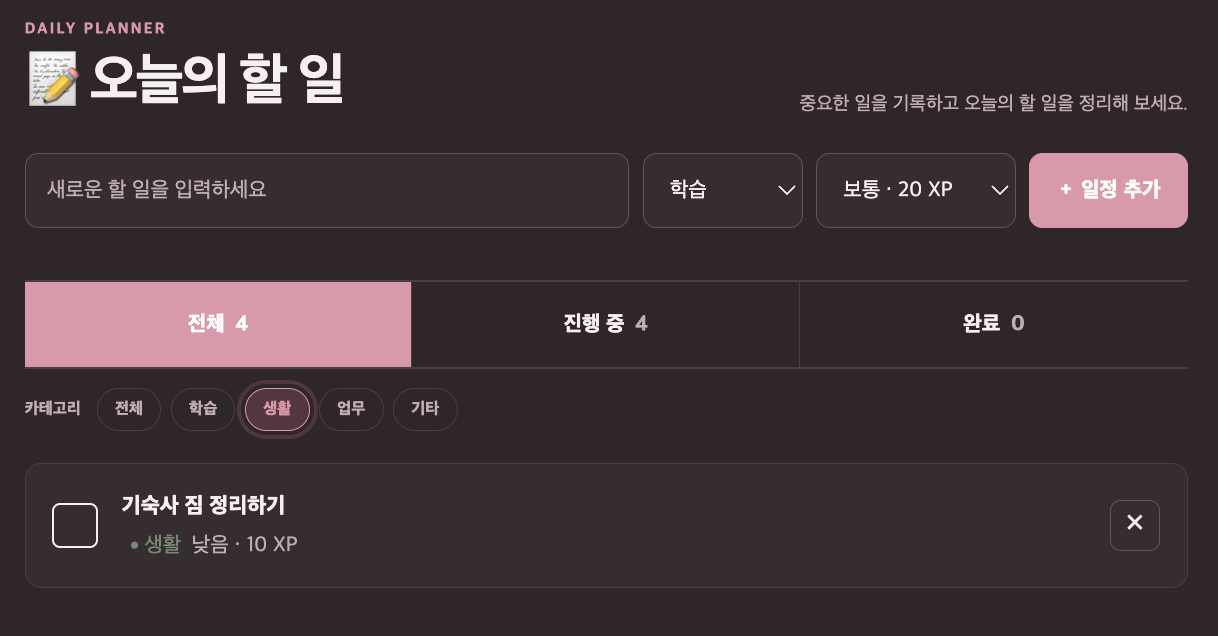 DAILY PLANNER
오늘의 할 일
중요한 일을 기록하고 오늘의 할 일을 정리해 보세요.
새로운 할 일을 입력하세요
학습
보통 · 20 XP
+ 일정 추가
전체 4
진행 중 4
완료 0
카테고리 전체 학습 생활 업무 기타
기숙사 짐 정리하기
• 생활 낮음 · 10 XP